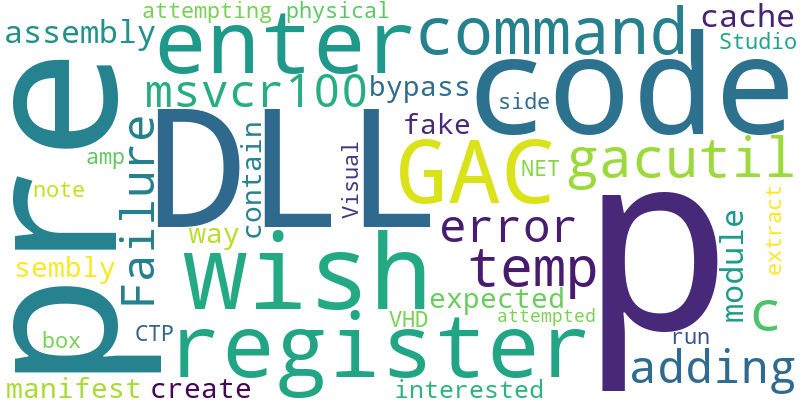 attempting physical
cache
assembly
enter
command
Studio
pre
DLL
code
msvcr100
bypass
side
fake
amp
Failure
contain
Visual
GAC
NET
gacutil
note
way
error
p
module
extract
sembly
wish
temp
expected
c
box
CTP
register
VHD
attempted
run
adding
manifest
create
interested